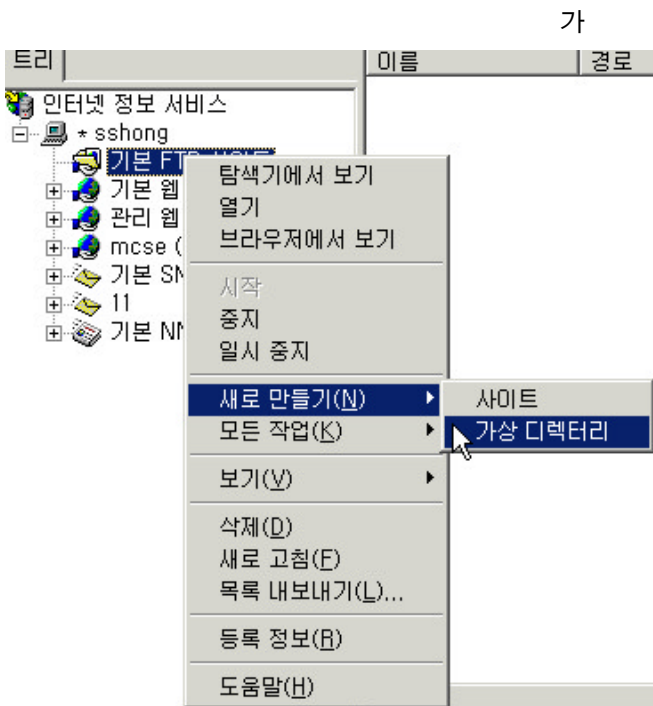 가
트리
이름 경로
인터넷 정보 서비스
* sshong
기본
기본 웹
관리 웹
mcse (
기본
11
기본
탐색기에서 보기
열기
브라우저에서 보기
시작
중지
일시 중지
새로 만들기(N)
모든 작업(K)
보기(V)
삭제(D)
새로 고침(F)
목록 내보내기(L)...
등록 정보(R)
도움말(H)
사이트
가상 디렉터리